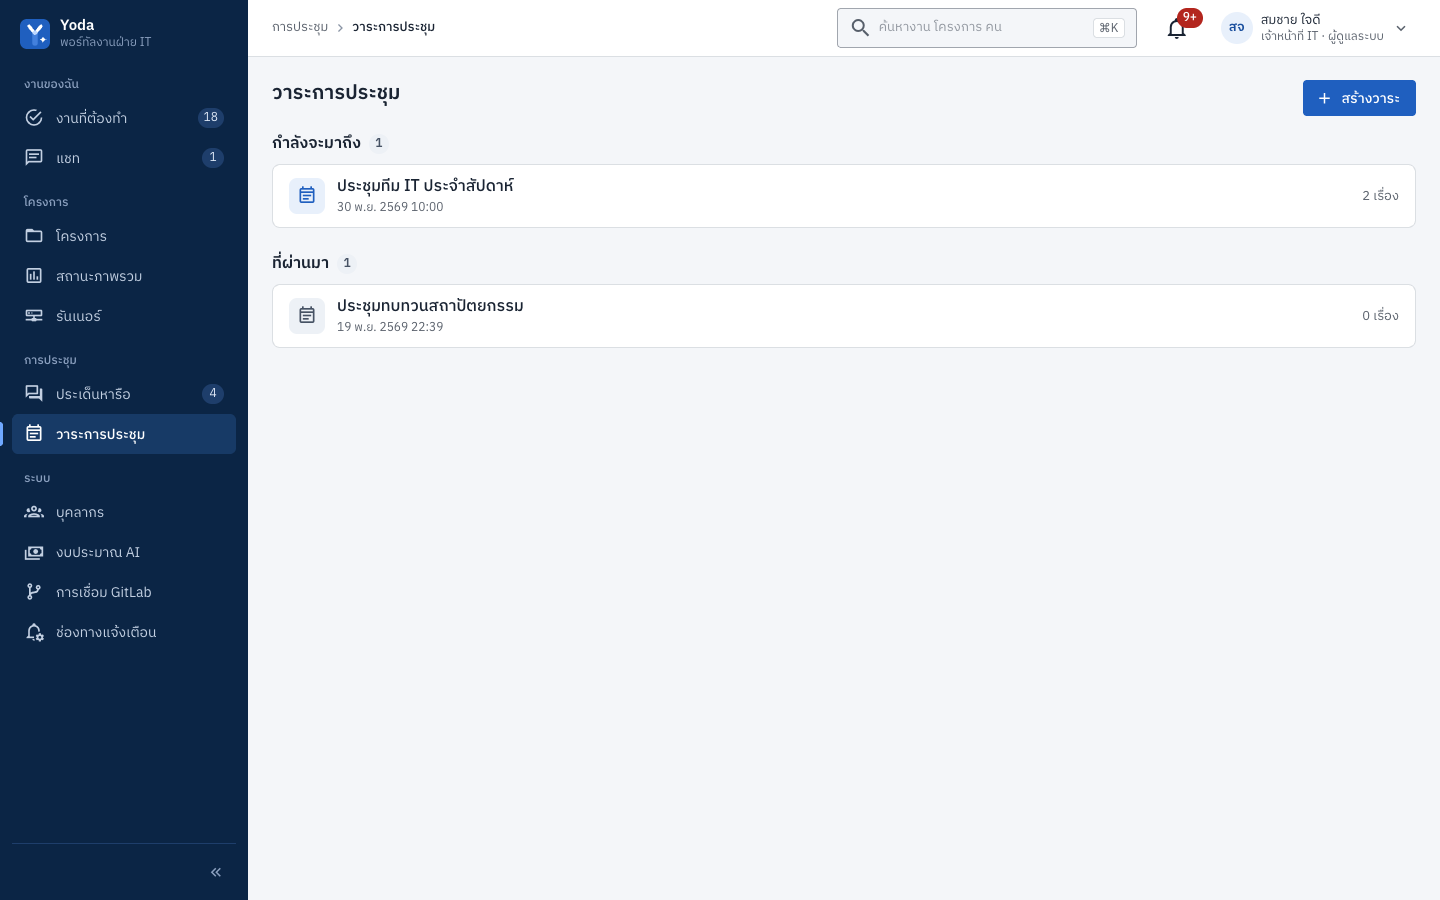 Yoda
พอร์ทัลงานฝ่าย IT
งานของฉัน
งานที่ต้องทำ 18
แชท 1
โครงการ
โครงการ
สถานะภาพรวม
รันเนอร์
การประชุม
ประเด็นหารือ 4
วาระการประชุม
ระบบ
บุคลากร
งบประมาณ AI
การเชื่อม GitLab
ช่องทางแจ้งเตือน
การประชุม วาระการประชุม
ค้นหางาน โครงการ คน ⌘K
9+
สจ
สมชาย ใจดี
เจ้าหน้าที่ IT · ผู้ดูแลระบบ
วาระการประชุม
สร้างวาระ
กำลังจะมาถึง 1
ประชุมทีม IT ประจำสัปดาห์
30 พ.ย. 2569 10:00
2 เรื่อง
ที่ผ่านมา 1
ประชุมทบทวนสถาปัตยกรรม
19 พ.ย. 2569 22:39
0 เรื่อง